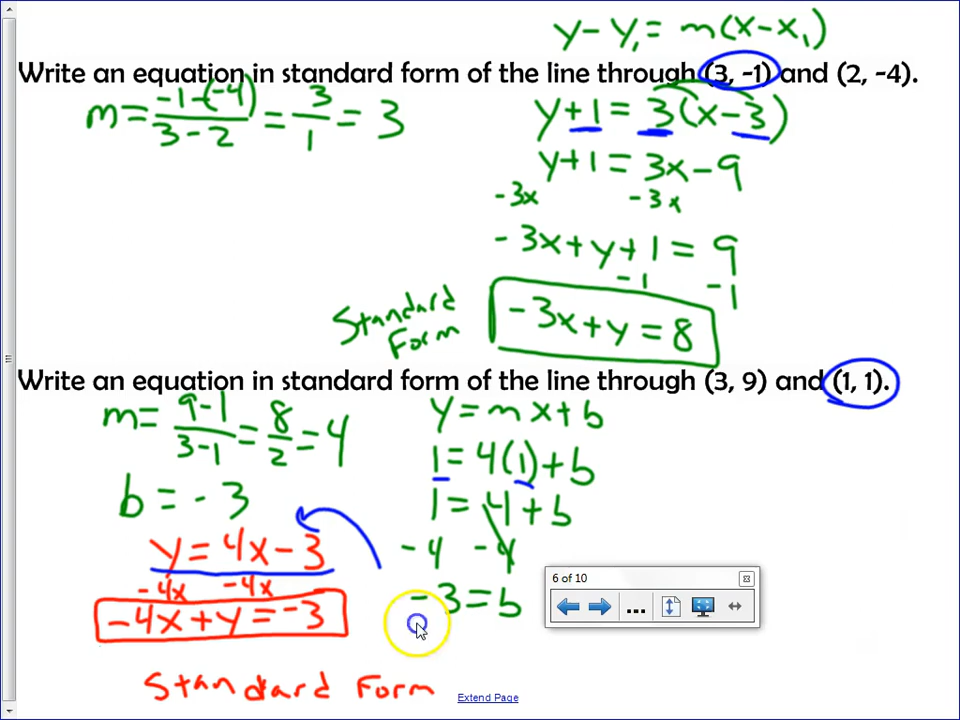 y - y₁ = m(x - x₁)
Write an equation in standard form of the line through (3, -1) and (2, -4).
m = (-1 - (-4))/(3 - 2) = 3/1 = 3
y + 1 = 3(x - 3)
y + 1 = 3x - 9
-3x -3x
-3x + y + 1 = 9
-1 -1
Standard Form
-3x + y = 8
Write an equation in standard form of the line through (3, 9) and (1, 1).
m = (9 - 1)/(3 - 1) = 8/2 = 4
b = -3
y = 4x - 3
-4x -4x
-4x + y = -3
Standard Form
y = mx + b
1 = 4(1) + b
1 = 4 + b
-4 -4
-3 = b
6 of 10
...
Extend Page